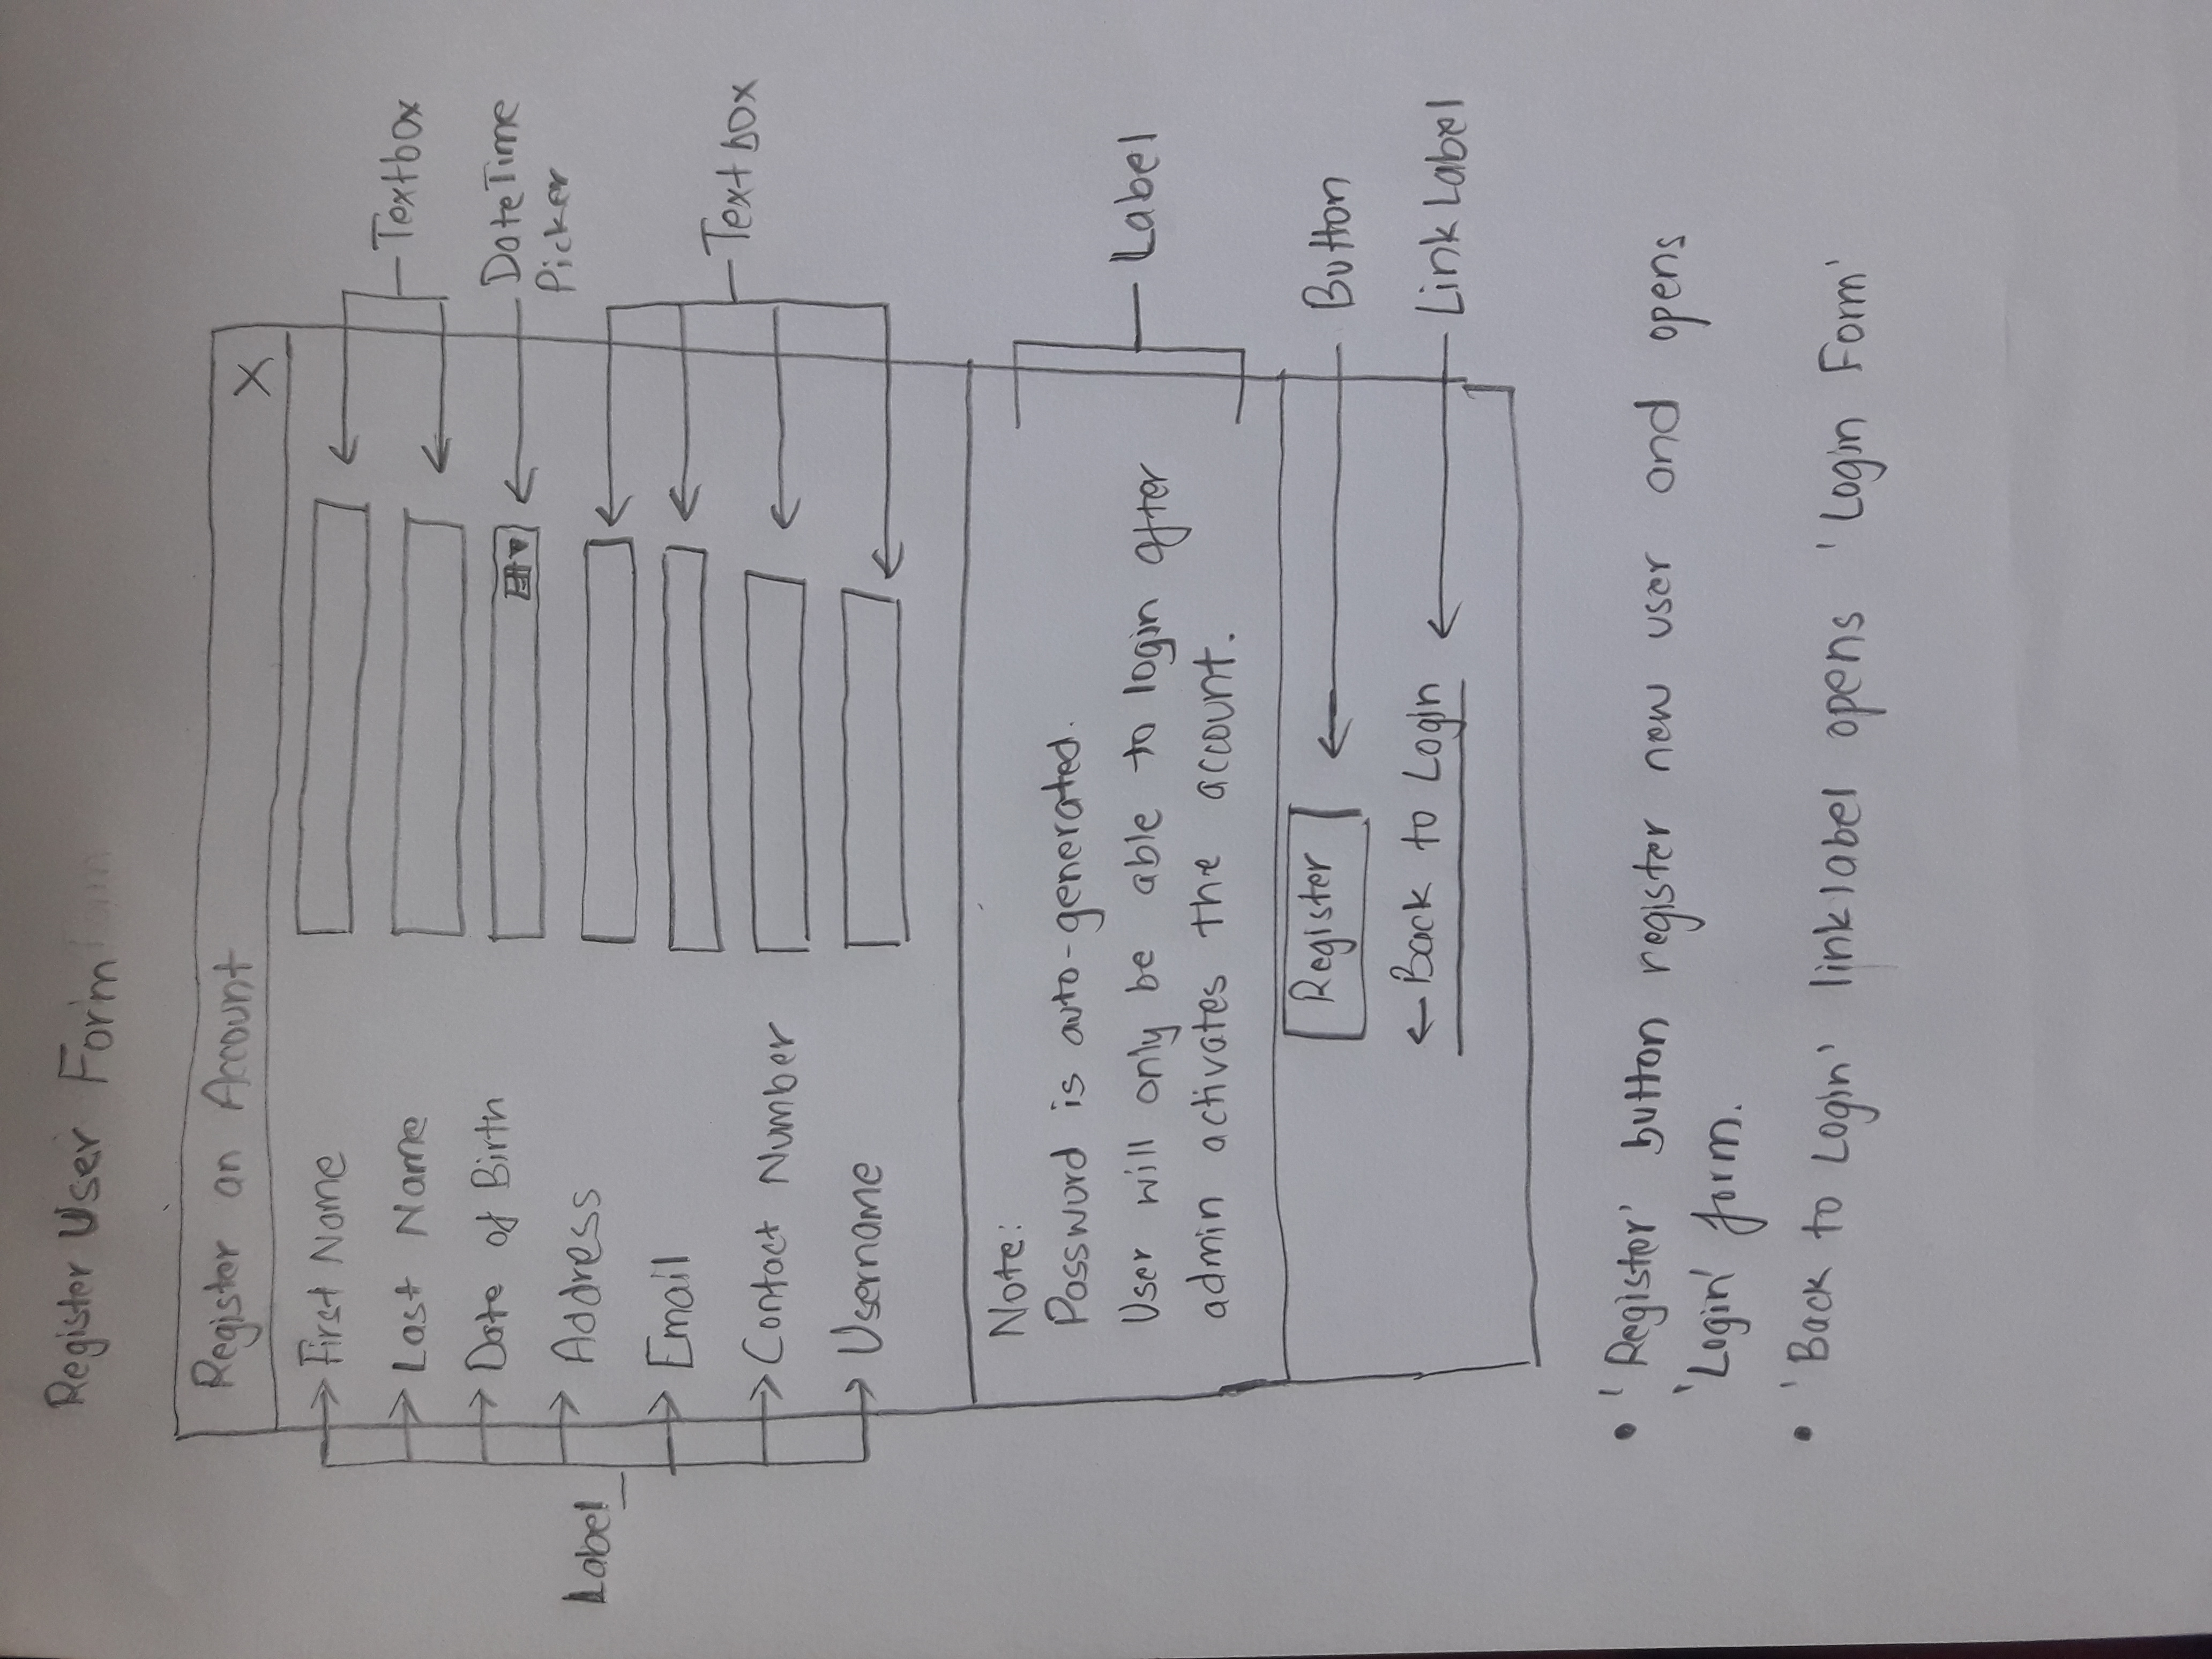 Register User Form
Register an Account X
First Name
Last Name
Textbox
Date of Birth
DateTime
Picker
Address
Label
Email
Textbox
Contact Number
Username
Note:
Password is auto-generated.
User will only be able to login after
admin activates the account.
Label
Register
Button
← Back to Login
Link Label
• 'Register' button register new user and opens
'Login' form.
• 'Back to Login' linklabel opens 'Login Form'